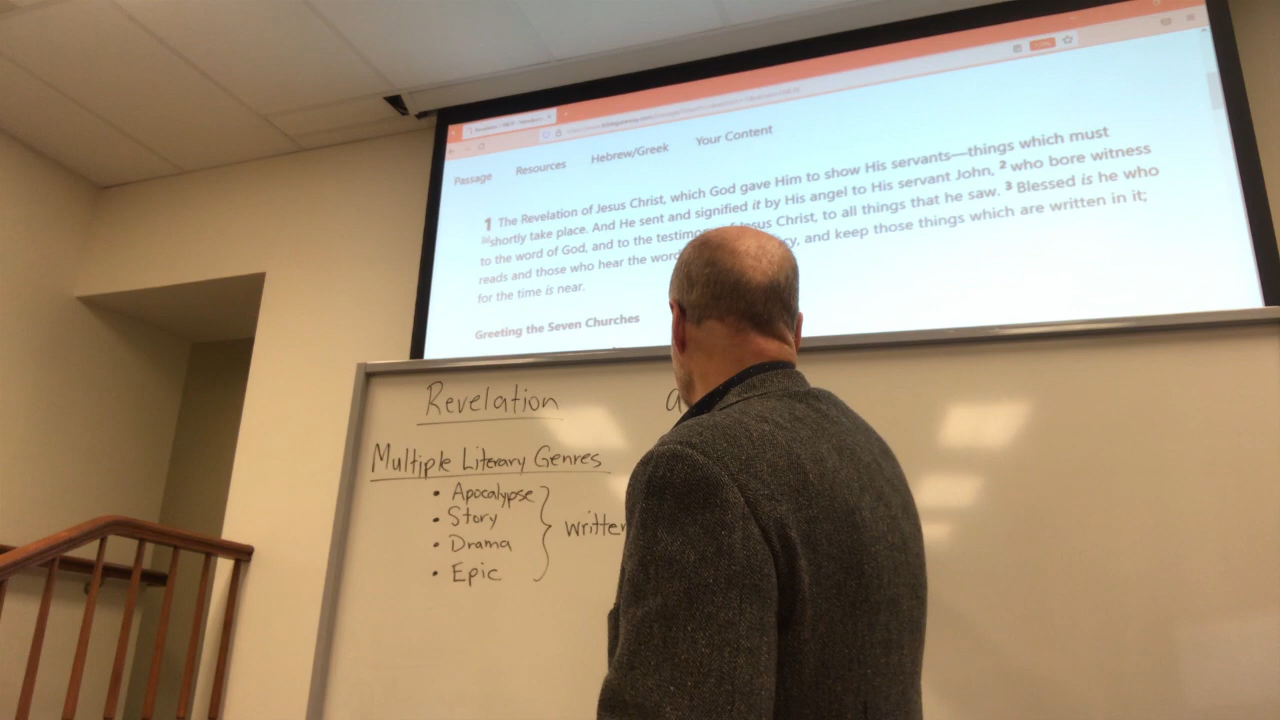 Passage Resources Hebrew/Greek Your Content
1 The Revelation of Jesus Christ, which God gave Him to show His servants—things which must
[a]shortly take place. And He sent and signified it by His angel to His servant John, 2 who bore witness
to the word of God, and to the testimony Jesus Christ, to all things that he saw. 3 Blessed is he who
reads and those who hear the and keep those things which are written in it;
for the time is near.
Greeting the Seven Churches
Revelation
Multiple Literary Genres
• Apocalypse
• Story
written
• Drama
• Epic